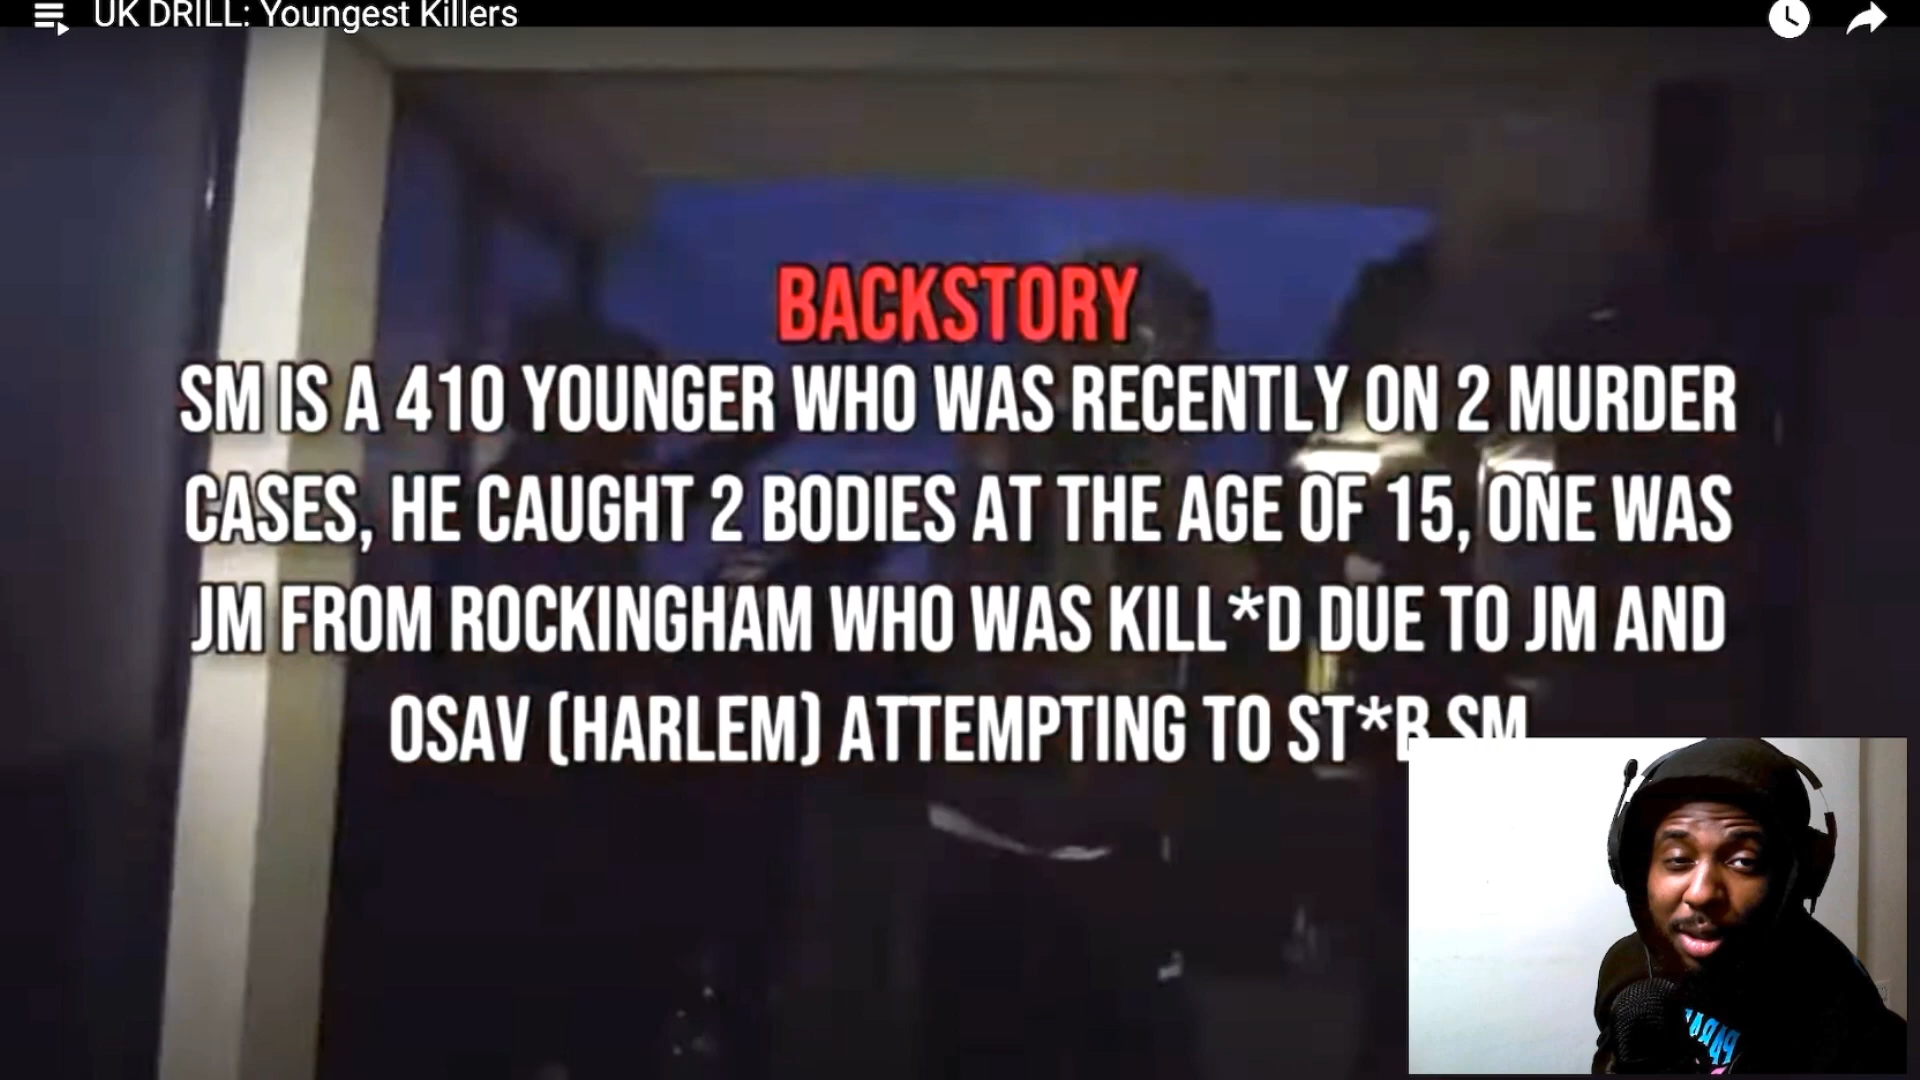 UK DRILL: Youngest Killers
BACKSTORY
SM IS A 410 YOUNGER WHO WAS RECENTLY ON 2 MURDER
CASES, HE CAUGHT 2 BODIES AT THE AGE OF 15, ONE WAS
JM FROM ROCKINGHAM WHO WAS KILL*D DUE TO JM AND
OSAV (HARLEM) ATTEMPTING TO ST*B SM